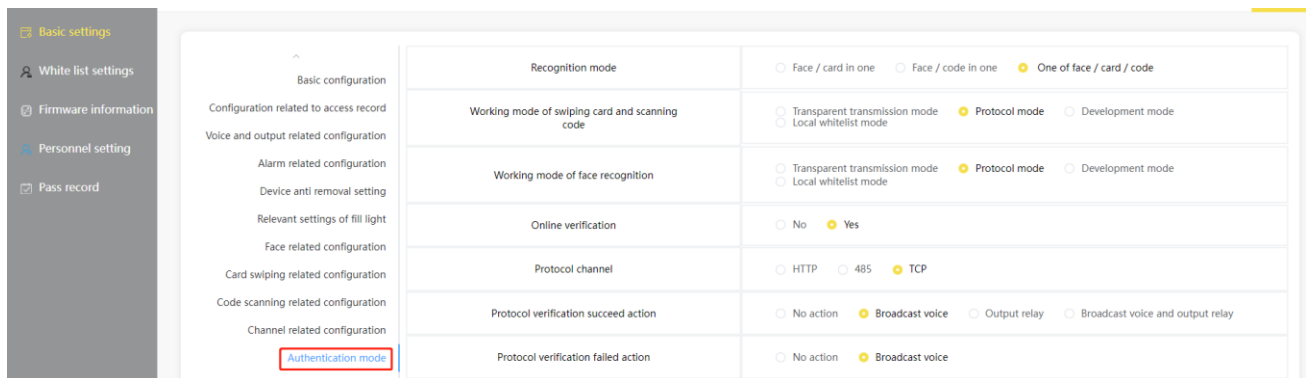 Basic settings
White list settings
Firmware information
Personnel setting
Pass record
Basic configuration
Configuration related to access record
Voice and output related configuration
Alarm related configuration
Device anti removal setting
Relevant settings of fill light
Face related configuration
Card swiping related configuration
Code scanning related configuration
Channel related configuration
Authentication mode
Recognition mode
Face / card in one Face / code in one One of face / card / code
Working mode of swiping card and scanning
code
Transparent transmission mode Protocol mode Development mode
Local whitelist mode
Working mode of face recognition
Transparent transmission mode Protocol mode Development mode
Local whitelist mode
Online verification
No Yes
Protocol channel
HTTP 485 TCP
Protocol verification succeed action
No action Broadcast voice Output relay Broadcast voice and output relay
Protocol verification failed action
No action Broadcast voice